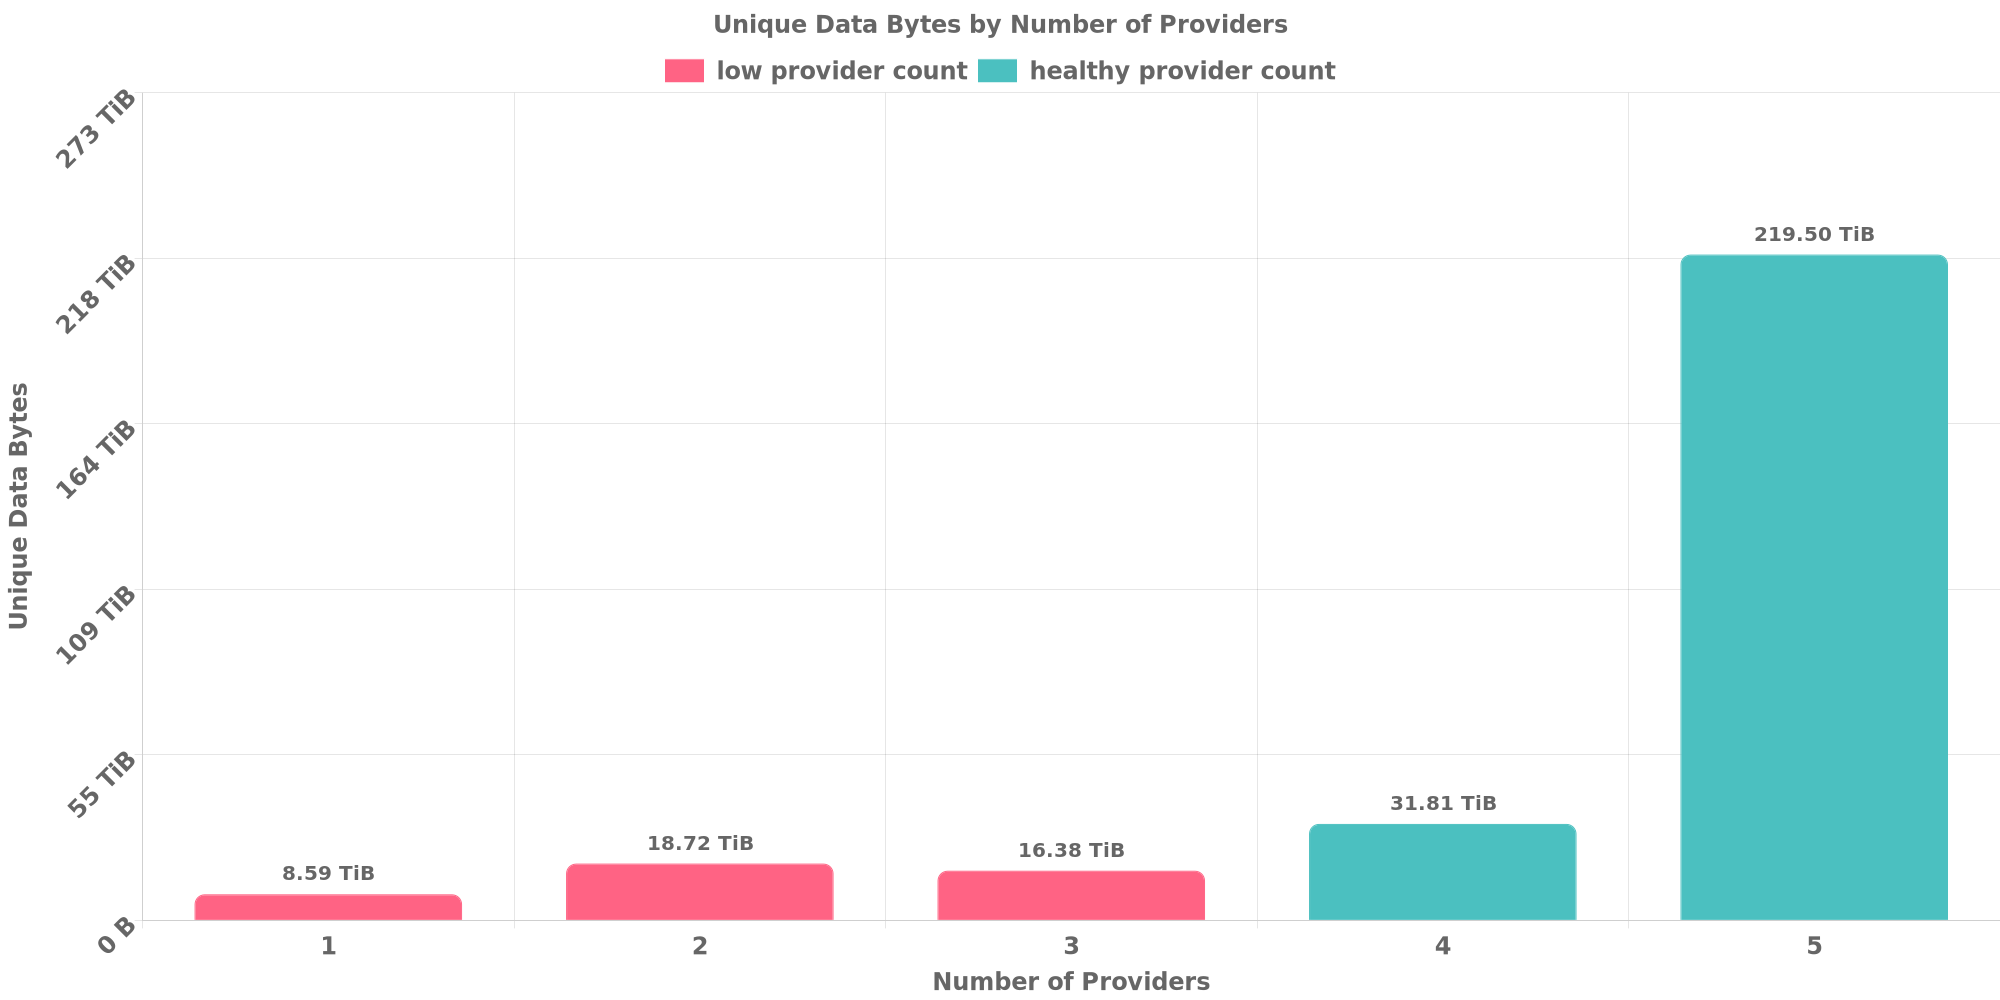 Unique Data Bytes by Number of Providers
low provider count
healthy provider count
273 TiB
218 TiB
164 TiB
109 TiB
55 TiB
0 B
Unique Data Bytes
8.59 TiB
18.72 TiB
16.38 TiB
31.81 TiB
219.50 TiB
1
2
3
4
5
Number of Providers